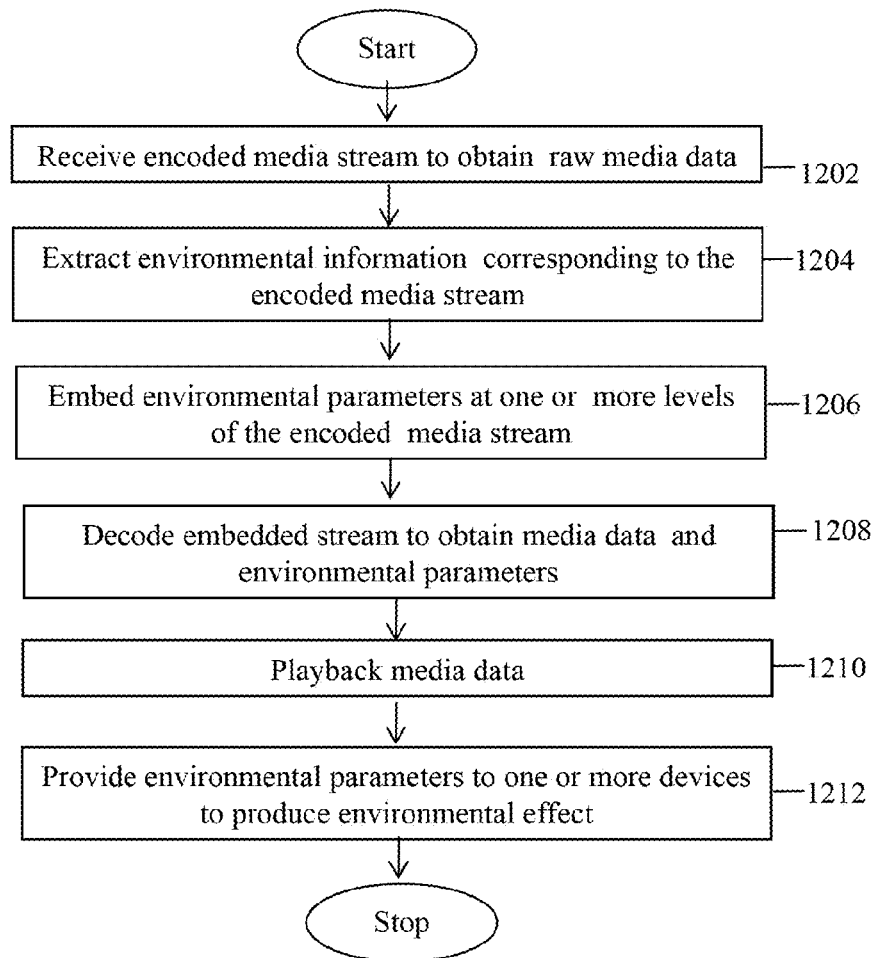 Start
Receive encoded media stream to obtain raw media data
1202
Extract environmental information corresponding to the
encoded media stream
1204
Embed environmental parameters at one or more levels
of the encoded media stream
1206
Decode embedded stream to obtain media data and
environmental parameters
1208
Playback media data
1210
Provide environmental parameters to one or more devices
to produce environmental effect
1212
Stop